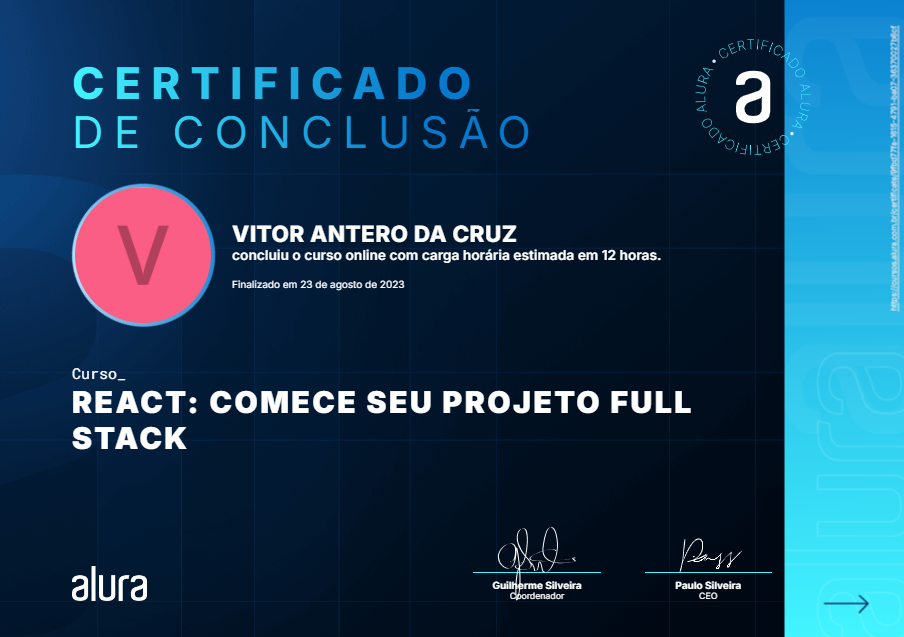 CERTIFICADO
DE CONCLUSÃO
• CERTIFICADO ALURA • CERTIFICADO ALURA
a
V
VITOR ANTERO DA CRUZ
concluiu o curso online com carga horária estimada em 12 horas.
Finalizado em 23 de agosto de 2023
Curso_
REACT: COMECE SEU PROJETO FULL
STACK
alura
Guilherme Silveira
Coordenador
Paulo Silveira
CEO
alura